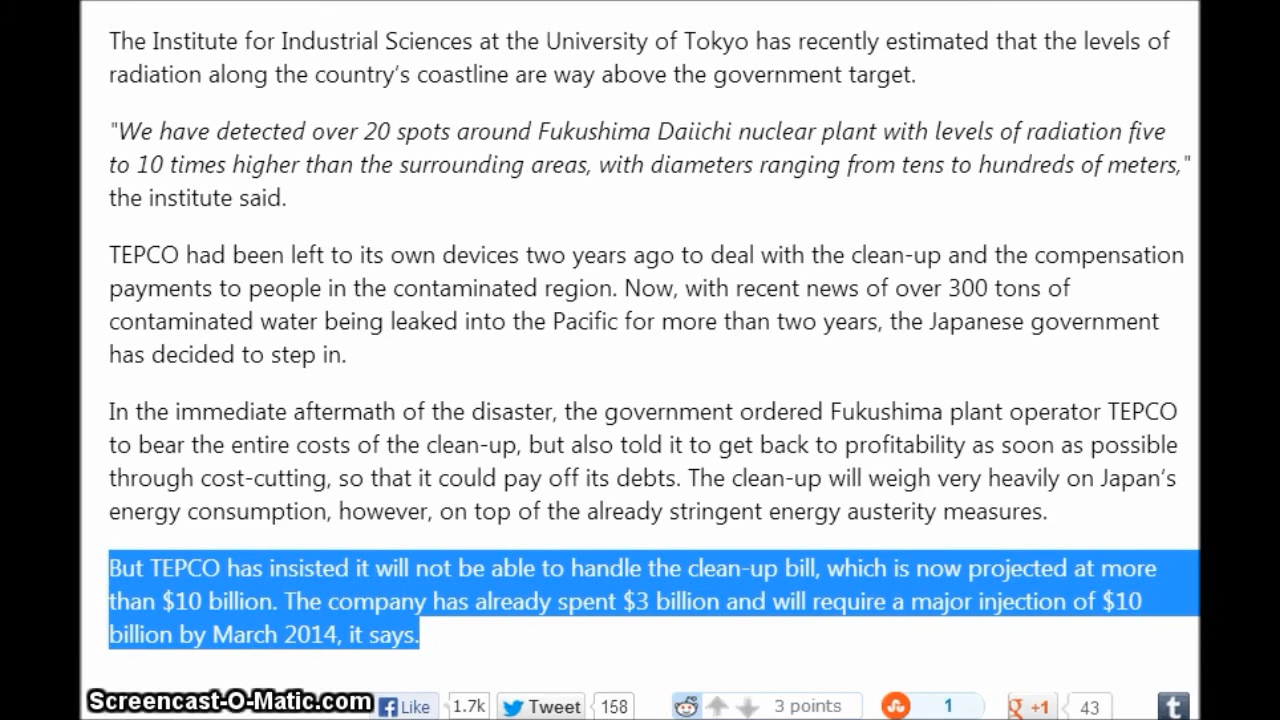 The Institute for Industrial Sciences at the University of Tokyo has recently estimated that the levels of
radiation along the country's coastline are way above the government target.
"We have detected over 20 spots around Fukushima Daiichi nuclear plant with levels of radiation five
to 10 times higher than the surrounding areas, with diameters ranging from tens to hundreds of meters,"
the institute said.
TEPCO had been left to its own devices two years ago to deal with the clean-up and the compensation
payments to people in the contaminated region. Now, with recent news of over 300 tons of
contaminated water being leaked into the Pacific for more than two years, the Japanese government
has decided to step in.
In the immediate aftermath of the disaster, the government ordered Fukushima plant operator TEPCO
to bear the entire costs of the clean-up, but also told it to get back to profitability as soon as possible
through cost-cutting, so that it could pay off its debts. The clean-up will weigh very heavily on Japan's
energy consumption, however, on top of the already stringent energy austerity measures.
But TEPCO has insisted it will not be able to handle the clean-up bill, which is now projected at more
than $10 billion. The company has already spent $3 billion and will require a major injection of $10
billion by March 2014, it says.
Screencast-O-Matic.com Like 1.7k Tweet 158 3 points 1 +1 43